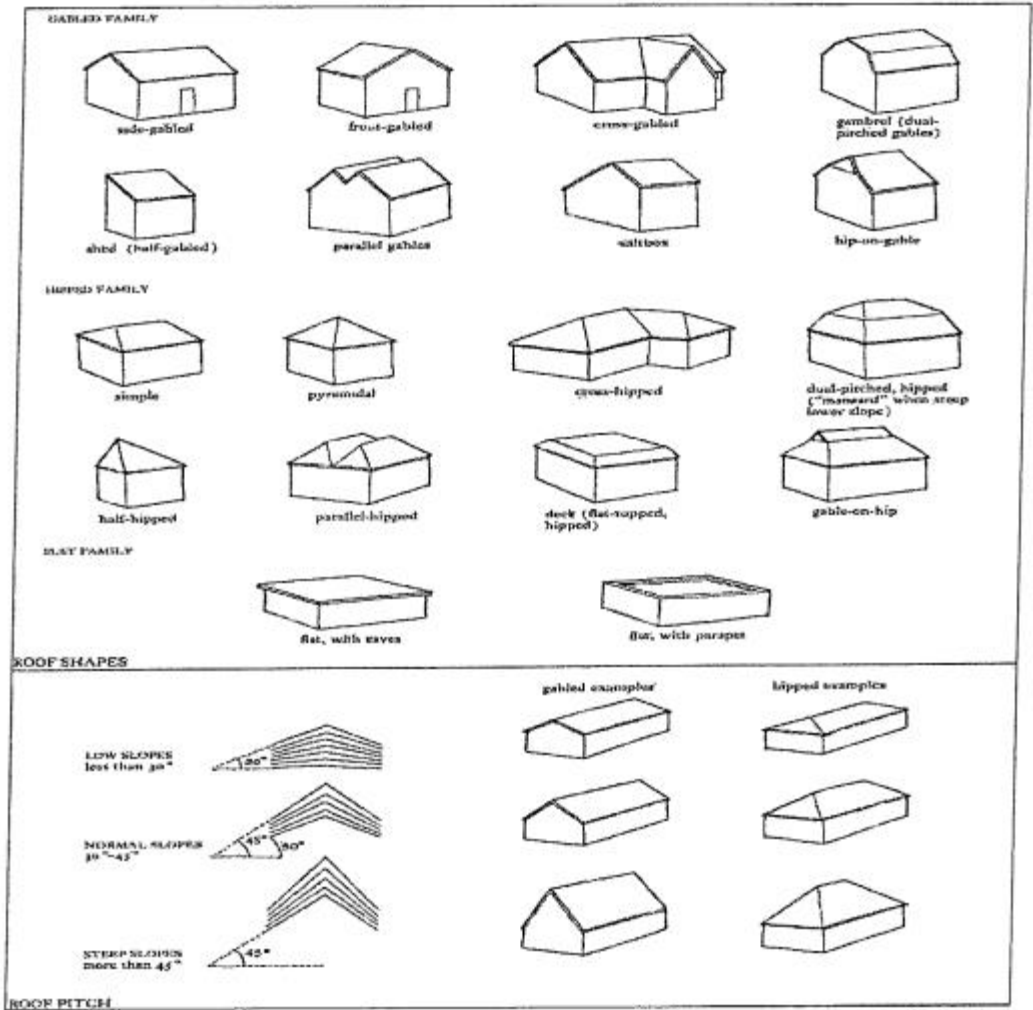 GABLED FAMILY
side-gabled
front-gabled
cross-gabled
gambrel (dual-
pitched gables)
shed (half-gabled)
parallel gables
saltbox
hip-on-gable
HIPPED FAMILY
simple
pyramidal
cross-hipped
dual-pitched, hipped
("mansard" when steep
lower slope)
half-hipped
parallel-hipped
deck (flat-topped,
hipped)
gable-on-hip
FLAT FAMILY
flat, with eaves
flat, with parapet
ROOF SHAPES
gabled examples
hipped examples
LOW SLOPES
less than 30°
30°
NORMAL SLOPES
30°-45°
45°
30°
STEEP SLOPES
more than 45°
45°
ROOF PITCH